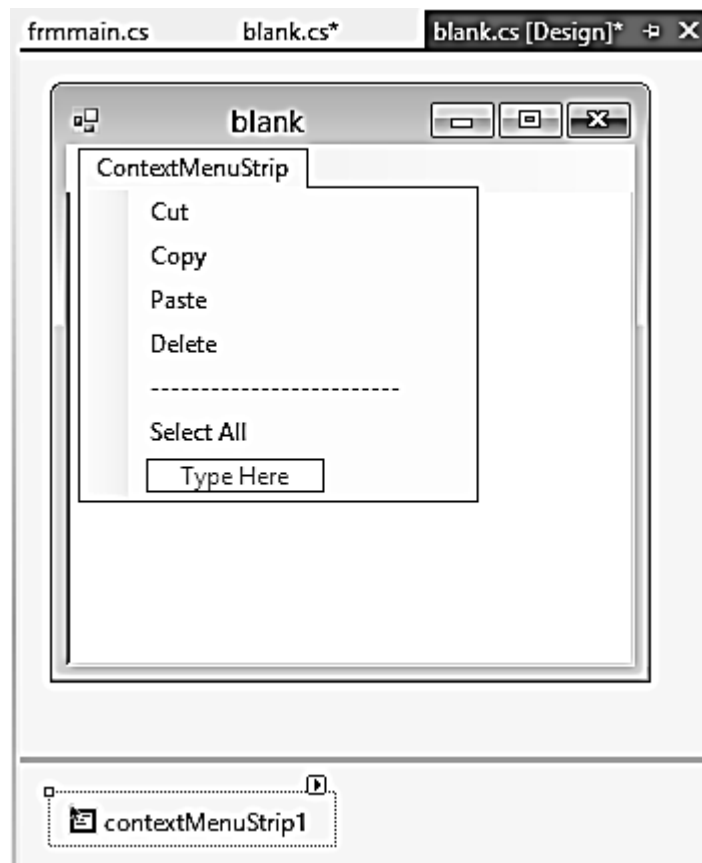 frmmain.cs blank.cs* blank.cs [Design]*
blank
ContextMenuStrip
Cut
Copy
Paste
Delete
-------------------------
Select All
Type Here
contextMenuStrip1